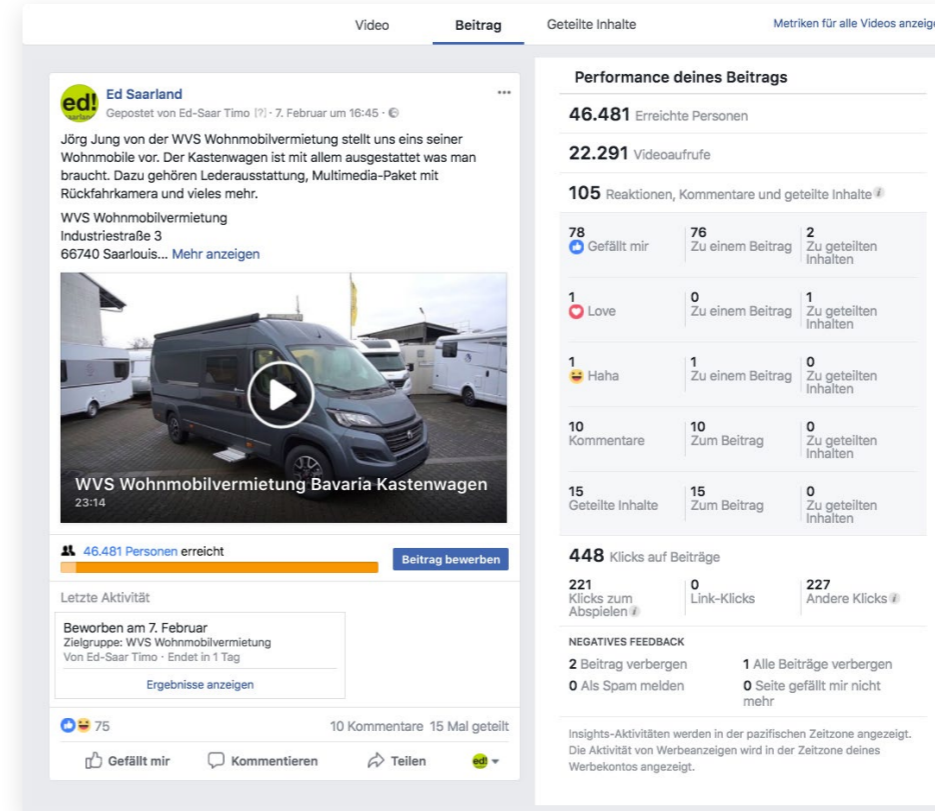 Video
Beitrag
Geteilte Inhalte
Metriken für alle Videos
ed!
Ed Saarland
Gepostet von Ed-Saar Timo [?] · 7. Februar um 16:45 ·
Jörg Jung von der WVS Wohnmobilvermietung stellt uns eins seiner
Wohnmobile vor. Der Kastenwagen ist mit allem ausgestattet was man
braucht. Dazu gehören Lederausstattung, Multimedia-Paket mit
Rückfahrkamera und vieles mehr.
WVS Wohnmobilvermietung
Industriestraße 3
66740 Saarlouis... Mehr anzeigen
WVS Wohnmobilvermietung Bavaria Kastenwagen
23:14
46.481 Personen erreicht
Beitrag bewerben
Letzte Aktivität
Beworben am 7. Februar
Zielgruppe: WVS Wohnmobilvermietung
Von Ed-Saar Timo · Endet in 1 Tag
Ergebnisse anzeigen
75
10 Kommentare 15 Mal geteilt
Gefällt mir
Kommentieren
Teilen
ed!
Performance deines Beitrags
46.481 Erreichte Personen
22.291 Videoaufrufe
105 Reaktionen, Kommentare und geteilte Inhalte
78
Gefällt mir
76
Zu einem Beitrag
2
Zu geteilten
Inhalten
1
Love
0
Zu einem Beitrag
1
Zu geteilten
Inhalten
1
Haha
1
Zu einem Beitrag
0
Zu geteilten
Inhalten
10
Kommentare
10
Zum Beitrag
0
Zu geteilten
Inhalten
15
Geteilte Inhalte
15
Zum Beitrag
0
Zu geteilten
Inhalten
448 Klicks auf Beiträge
221
Klicks zum
Abspielen
0
Link-Klicks
227
Andere Klicks
NEGATIVES FEEDBACK
2 Beitrag verbergen
1 Alle Beiträge verbergen
0 Als Spam melden
0 Seite gefällt mir nicht
mehr
Insights-Aktivitäten werden in der pazifischen Zeitzone angezeigt.
Die Aktivität von Werbeanzeigen wird in der Zeitzone deines
Werbekontos angezeigt.